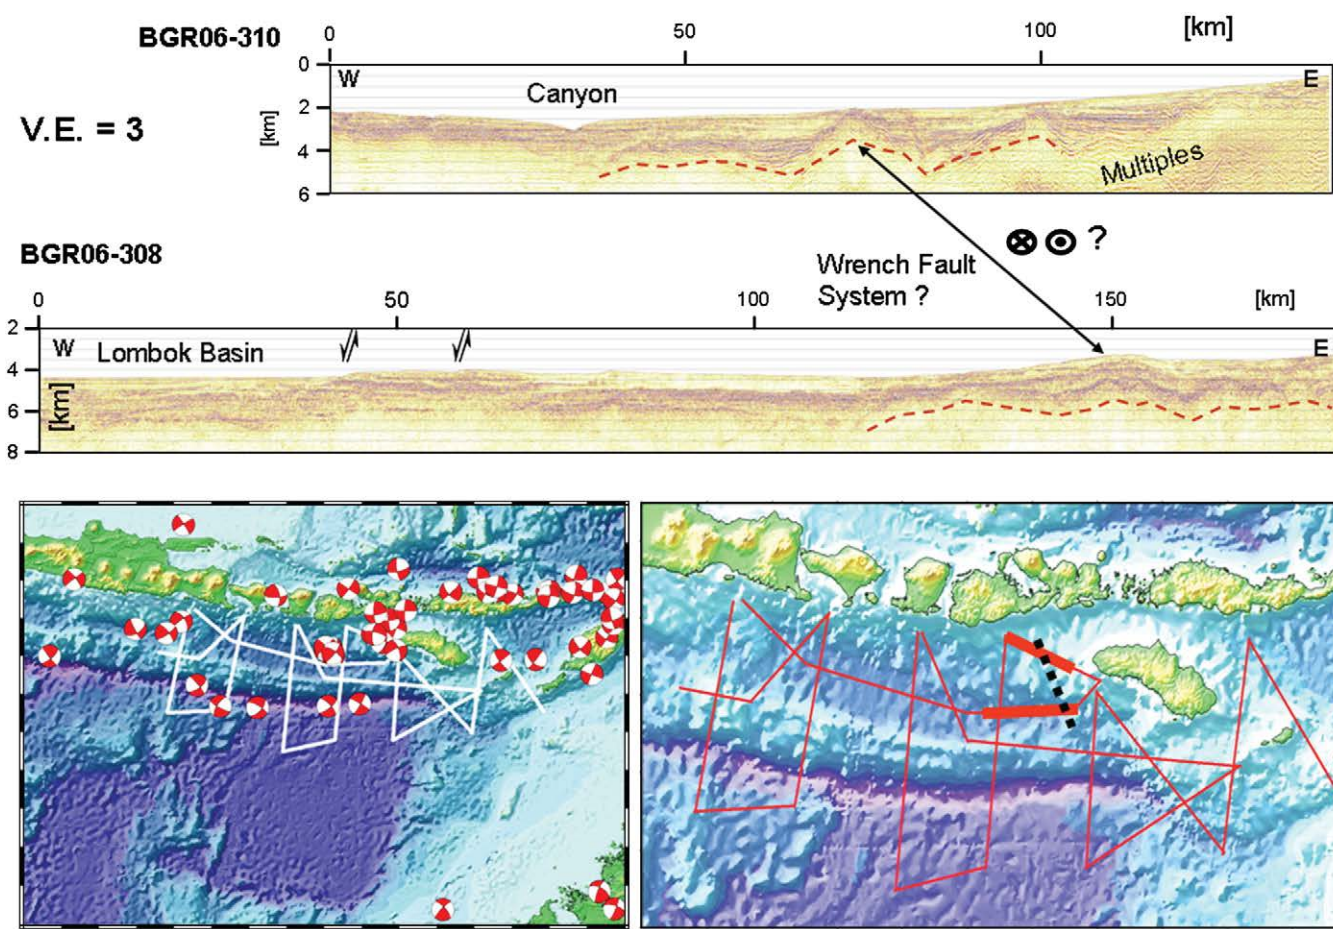 BGR06-310
0 50 100 [km]
0
W E
Canyon
2
V.E. = 3
[km]
4
Multiples
6
BGR06-308
?
Wrench Fault
System ?
0 50 100 150 [km]
2
W Lombok Basin E
4
[km]
6
8